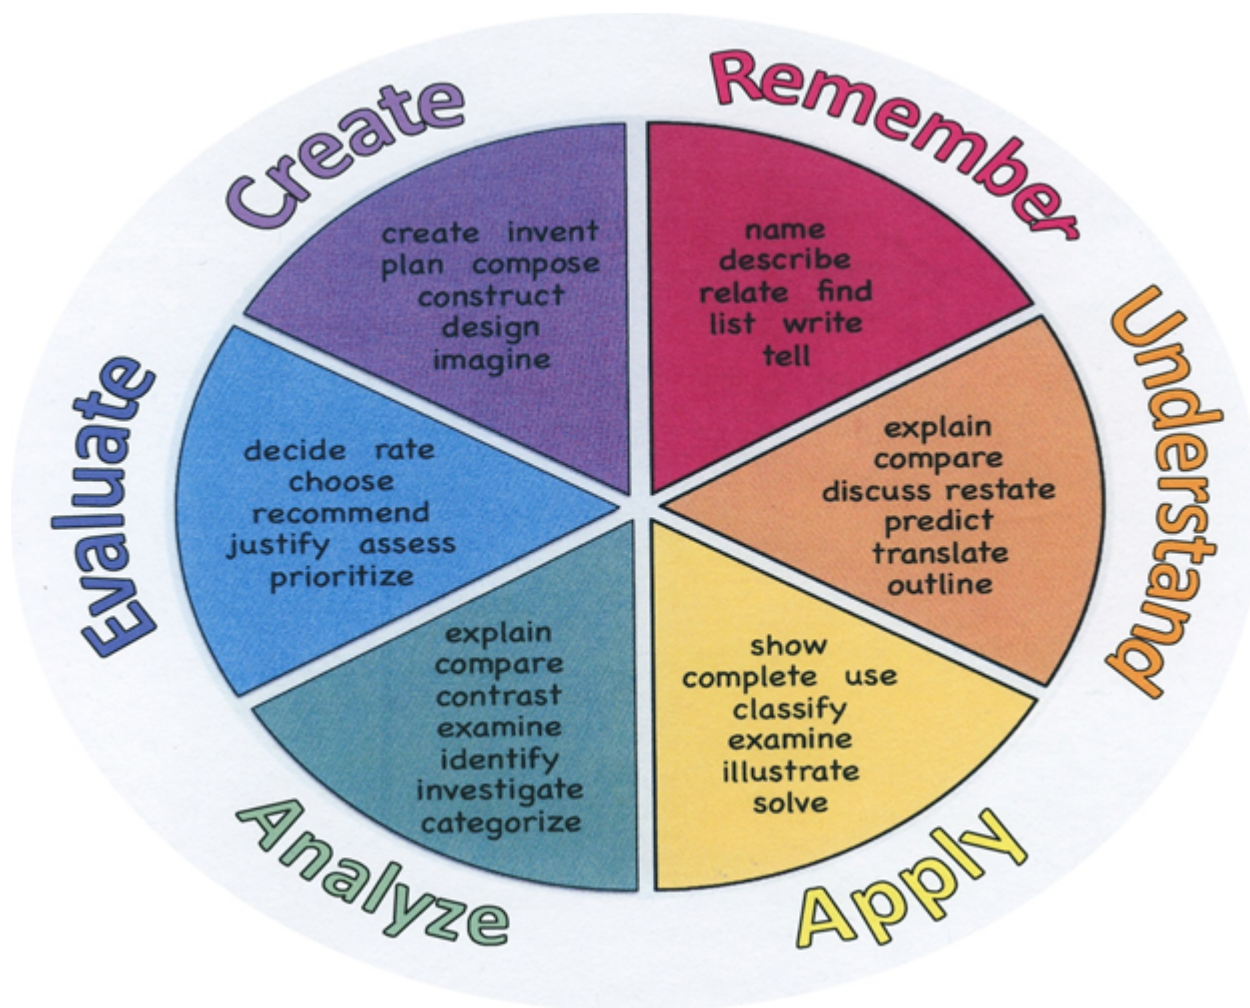 Remember
name
describe
relate find
list write
tell
Understand
explain
compare
discuss restate
predict
translate
outline
Apply
show
complete use
classify
examine
illustrate
solve
Analyze
explain
compare
contrast
examine
identify
investigate
categorize
Evaluate
decide rate
choose
recommend
justify assess
prioritize
Create
create invent
plan compose
construct
design
imagine